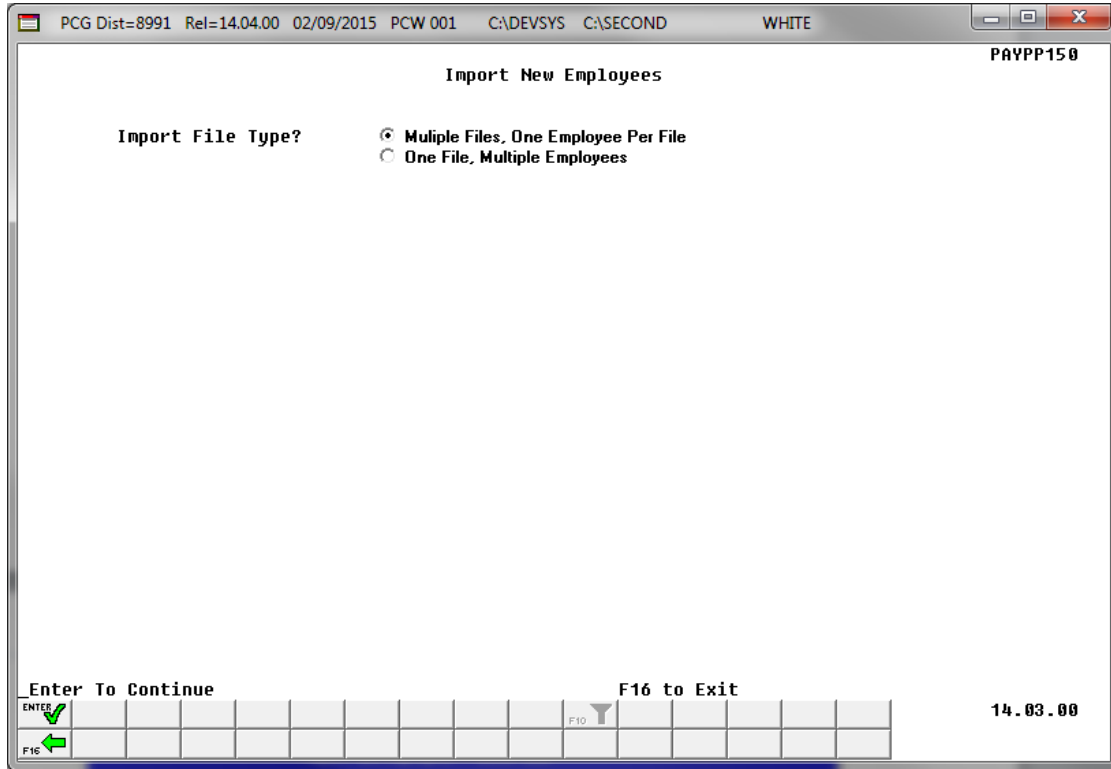 PCG Dist=8991 Rel=14.04.00 02/09/2015 PCW 001 C:\DEVSYS C:\SECOND WHITE
PAYPP150
Import New Employees
Import File Type? Muliple Files, One Employee Per File
One File, Multiple Employees
_Enter To Continue F16 to Exit
ENTER F10 14.03.00
F16